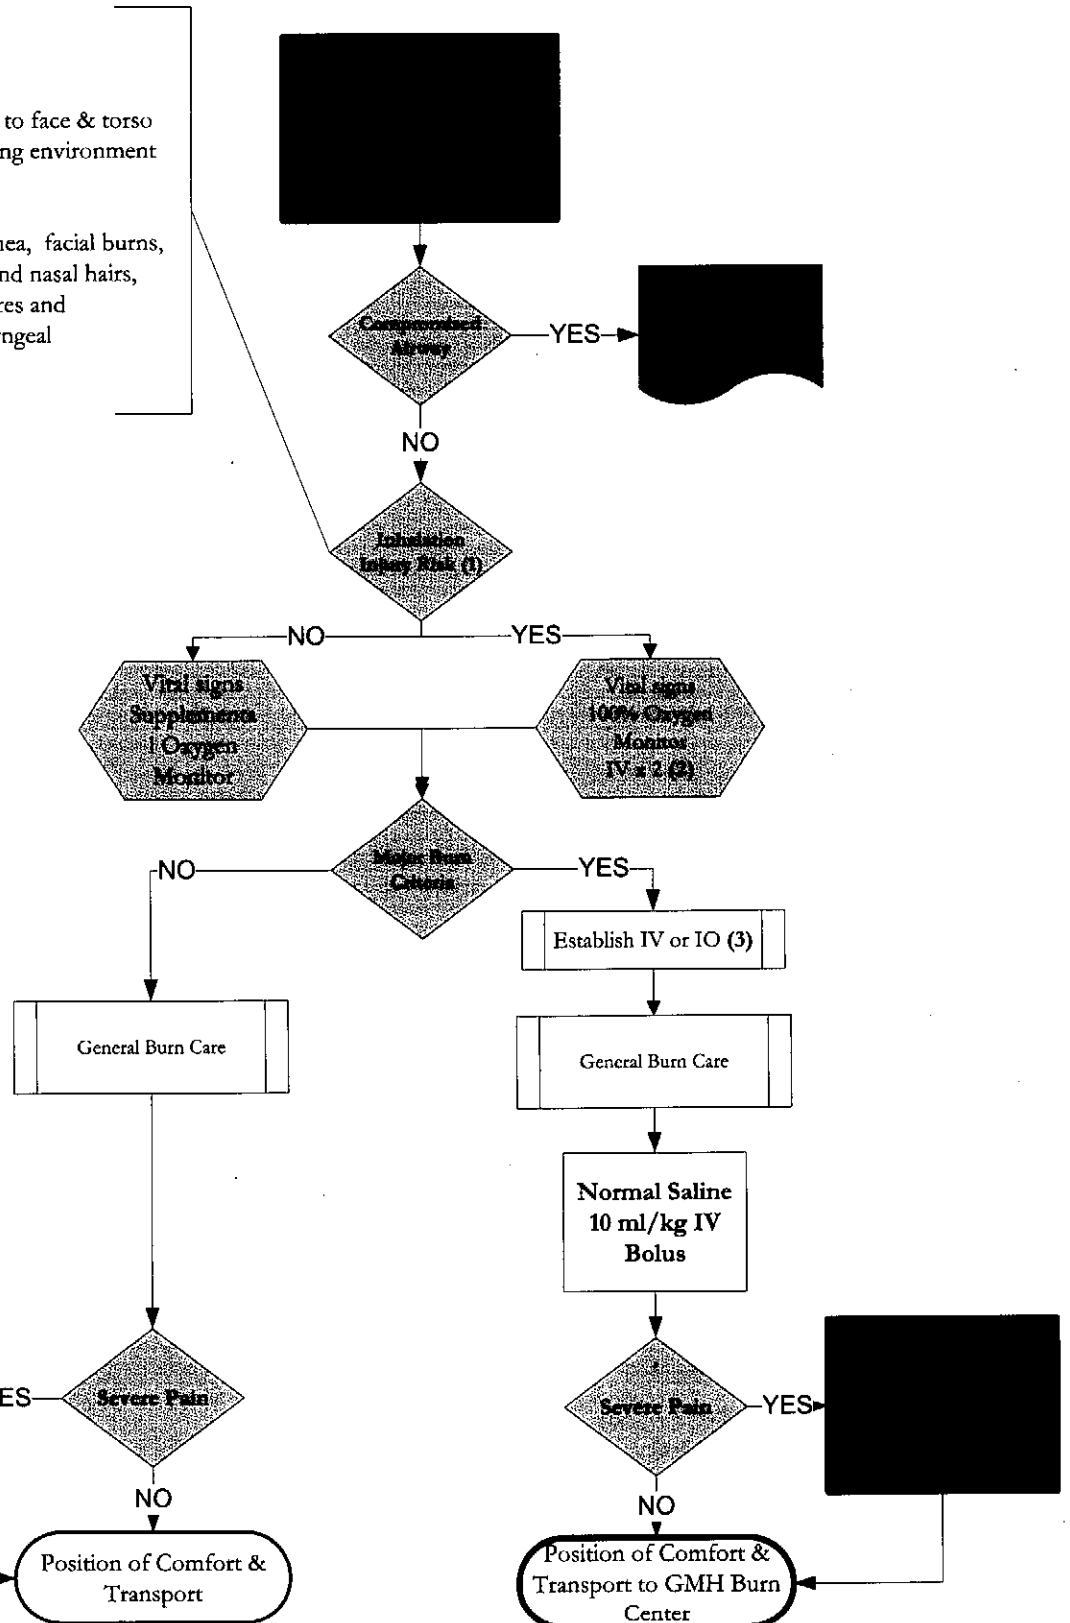 to face & torso
ng environment
nea, facial burns,
nd nasal hairs,
res and
rngeal
Compromised
Airway
YES
NO
Inhalation
Injury Risk (1)
NO
YES
Vital signs
Supplementa
l Oxygen
Monitor
Vital signs
100% Oxygen
Monitor
IV x 2 (2)
Major Burn
Criteria
NO
YES
Establish IV or IO (3)
General Burn Care
General Burn Care
Normal Saline
10 ml/kg IV
Bolus
ES
Severe Pain
Severe Pain
YES
NO
NO
Position of Comfort &
Transport
Position of Comfort &
Transport to GMH Burn
Center